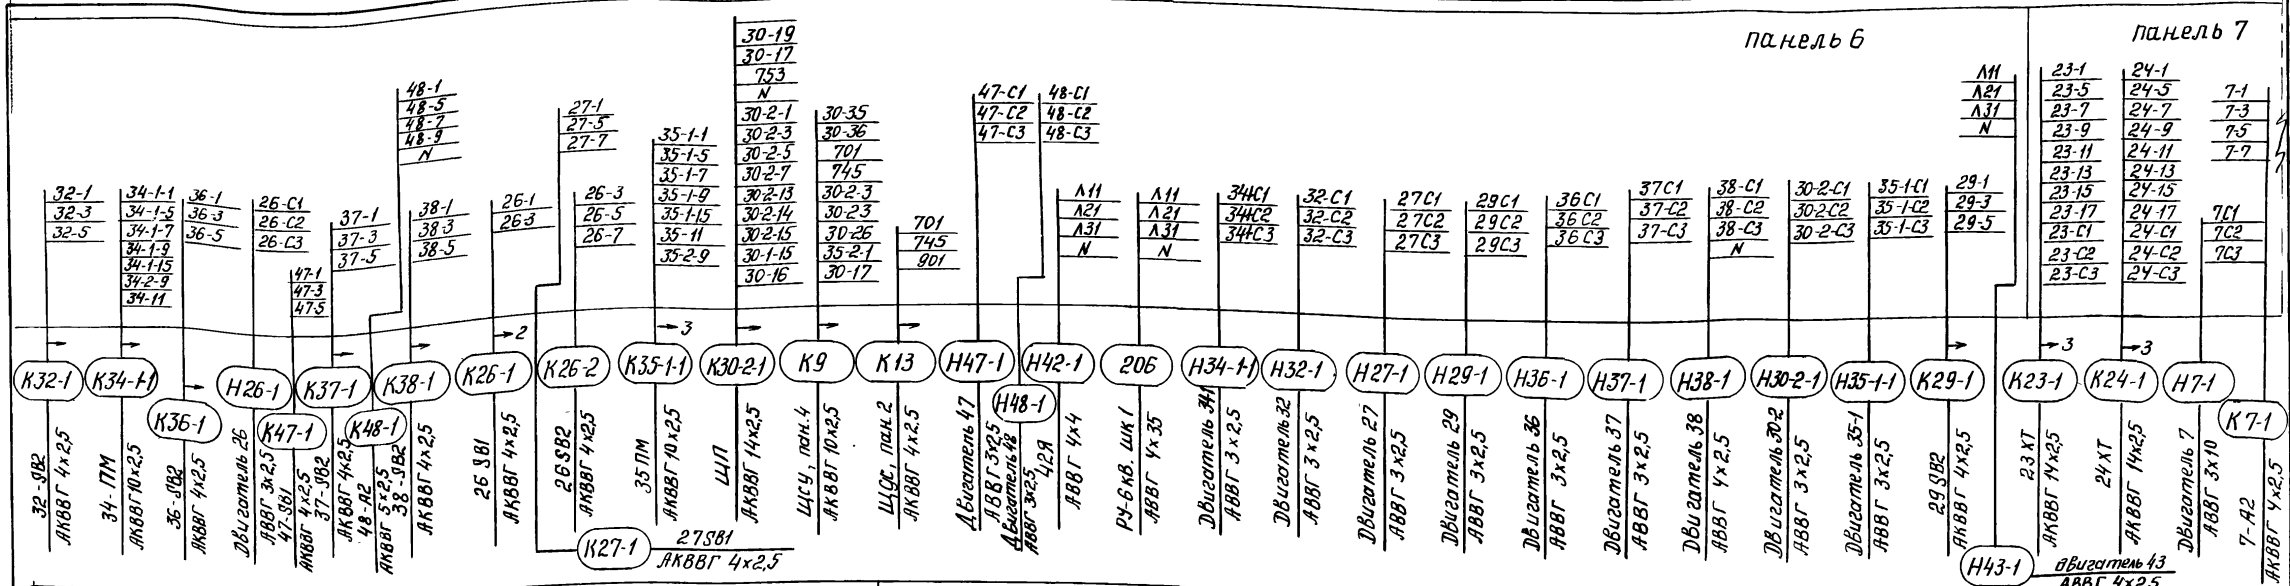 панель 6
панель 7
32-1
32-3
32-5
34-1-1
34-1-5
34-1-7
34-1-9
34-1-15
34-2-9
34-11
36-1
36-3
36-5
26-С1
26-С2
26-С3
47-1
47-3
47-5
37-1
37-3
37-5
48-1
48-5
48-7
48-9
N
38-1
38-3
38-5
26-1
26-3
27-1
27-5
27-7
26-3
26-5
26-7
35-1-1
35-1-5
35-1-7
35-1-9
35-1-15
35-11
35-2-9
30-19
30-17
753
N
30-2-1
30-2-3
30-2-5
30-2-7
30-2-13
30-2-14
30-2-15
30-1-15
30-16
30-35
30-36
701
745
30-2-3
30-23
30-26
35-2-1
30-17
701
745
901
47-С1
47-С2
47-С3
48-С1
48-С2
48-С3
Л11
Л21
Л31
N
Л11
Л21
Л31
N
34-1С1
34-1С2
34-1С3
32-С1
32-С2
32-С3
27С1
27С2
27С3
29С1
29С2
29С3
36С1
36С2
36С3
37С1
37-С2
37-С3
38-С1
38-С2
38-С3
N
30-2-С1
30-2-С2
30-2-С3
35-1-С1
35-1-С2
35-1-С3
29-1
29-3
29-5
Л11
Л21
Л31
N
23-1
23-5
23-7
23-9
23-11
23-13
23-15
23-17
23-С1
23-С2
23-С3
24-1
24-5
24-7
24-9
24-11
24-13
24-15
24-17
24-С1
24-С2
24-С3
7С1
7С2
7С3
7-1
7-3
7-5
7-7
2
3
3
3
К32-1
К34-1-1
К36-1
Н26-1
К47-1
К37-1
К48-1
К38-1
К26-1
К26-2
К35-1-1
К30-2-1
К9
К13
Н47-1
Н48-1
Н42-1
206
Н34-1-1
Н32-1
Н27-1
Н29-1
Н36-1
Н37-1
Н38-1
Н30-2-1
Н35-1-1
К29-1
К23-1
К24-1
Н7-1
К7-1
32-SB2
АКВВГ 4х2,5
34-ПМ
АКВВГ 10х2,5
36-SB2
АКВВГ 4х2,5
Двигатель 26
АВВГ 3х2,5
47-SB1
АКВВГ 4х2,5
37-SB2
АКВВГ 4х2,5
48-А2
АКВВГ 5х2,5
38-SB2
АКВВГ 4х2,5
26 SB1
АКВВГ 4х2,5
26SB2
АКВВГ 4х2,5
35ПМ
АКВВГ 10х2,5
ЩП
АКВВГ 14х2,5
ЩСУ, пан.4
АКВВГ 10х2,5
ЩОС, пан.2
АКВВГ 4х2.5
Двигатель 47
АВВГ 3х2,5
Двигатель 48
АВВГ 3х2,5
42Я
АВВГ 4х4
РУ-6кв. шк1
АВВГ 4х35
Двигатель 34-1
АВВГ 3х2,5
Двигатель 32
АВВГ 3х2,5
Двигатель 27
АВВГ 3х2,5
Двигатель 29
АВВГ 3х2,5
Двигатель 36
АВВГ 3х2,5
Двигатель 37
АВВГ 3х2,5
Двигатель 38
АВВГ 4х2,5
Двигатель 30-2
АВВГ 3х2,5
Двигатель 35-1
АВВГ 3х2,5
29SB2
АКВВГ 4х2,5
23ХТ
АКВВГ 14х2,5
24ХТ
АКВВГ 14х2,5
Двигатель 7
АВВГ 3х10
7-А2
АКВВГ 4х2,5
К27-1
27SB1
АКВВГ 4х2,5
Н43-1
Двигатель 43
АВВГ 4х2,5